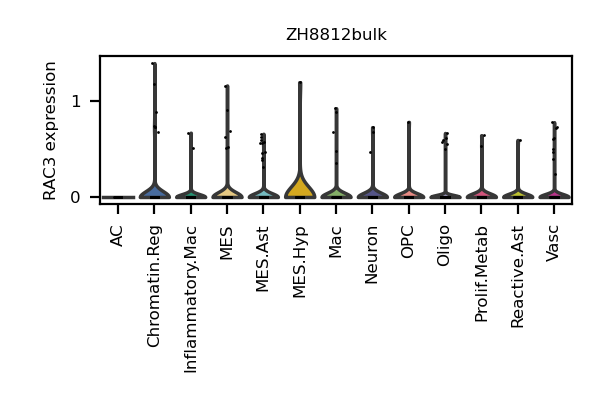 ZH8812bulk
RAC3 expression
1
0
AC
Chromatin.Reg
Inflammatory.Mac
MES
MES.Ast
MES.Hyp
Mac
Neuron
OPC
Oligo
Prolif.Metab
Reactive.Ast
Vasc